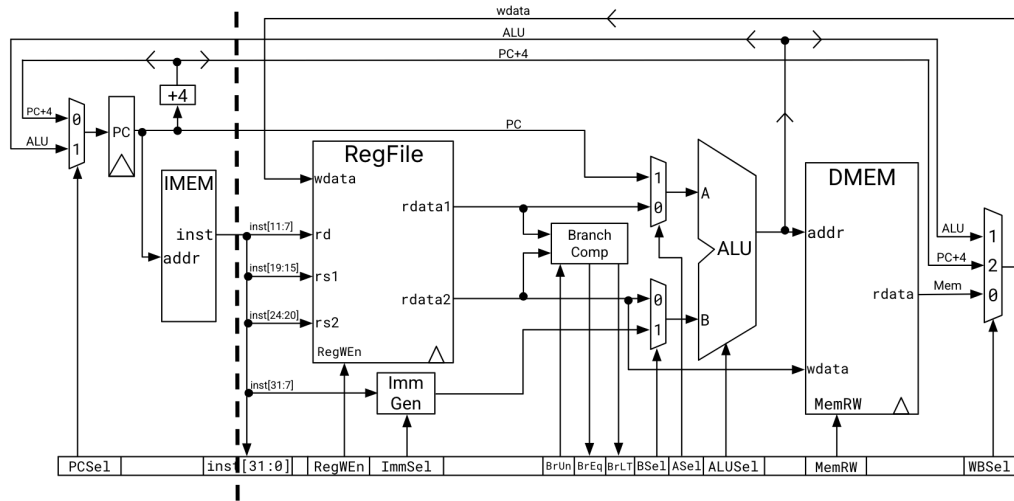 wdata
ALU
PC+4
+4
PC+4
0
PC
PC
ALU
1
IMEM
inst
addr
RegFile
wdata
rdata1
inst[11:7]
rd
inst[19:15]
rs1
rdata2
inst[24:20]
rs2
RegWEn
inst[31:7]
Imm
Gen
Branch
Comp
1
0
0
1
A
ALU
B
DMEM
addr
rdata
wdata
MemRW
ALU
1
PC+4
2
Mem
0
PCSel
inst[31:0]
RegWEn
ImmSel
BrUn
BrEq
BrLT
BSel
ASel
ALUSel
MemRW
WBSel